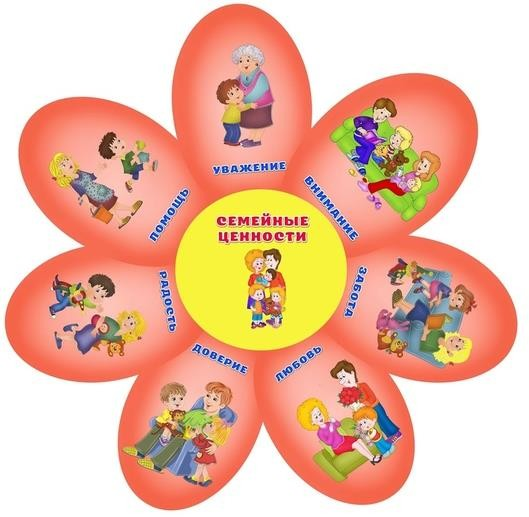 СЕМЕЙНЫЕ
ЦЕННОСТИ
УВАЖЕНИЕ
ВНИМАНИЕ
ЗАБОТА
ЛЮБОВЬ
ДОВЕРИЕ
РАДОСТЬ
ПОМОЩЬ